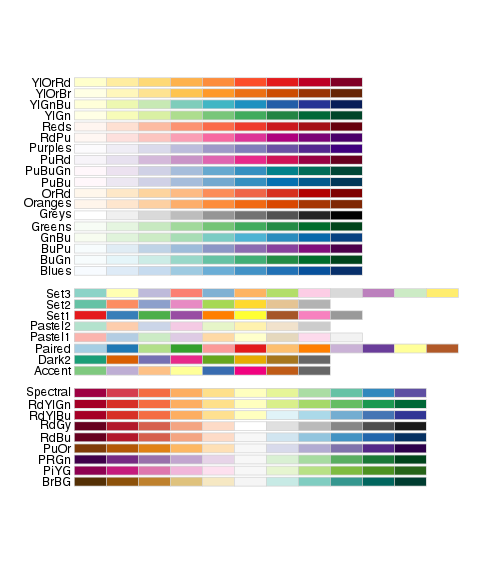 YlOrRd
YlOrBr
YlGnBu
YlGn
Reds
RdPu
Purples
PuRd
PuBuGn
PuBu
OrRd
Oranges
Greys
Greens
GnBu
BuPu
BuGn
Blues
Set3
Set2
Set1
Pastel2
Pastel1
Paired
Dark2
Accent
Spectral
RdYlGn
RdYlBu
RdGy
RdBu
PuOr
PRGn
PiYG
BrBG